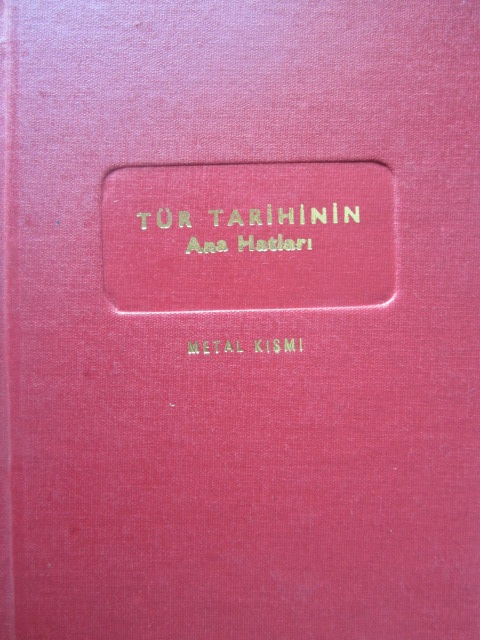 TÜR TARİHİNİN
Ana Hatları
METAL KISMI